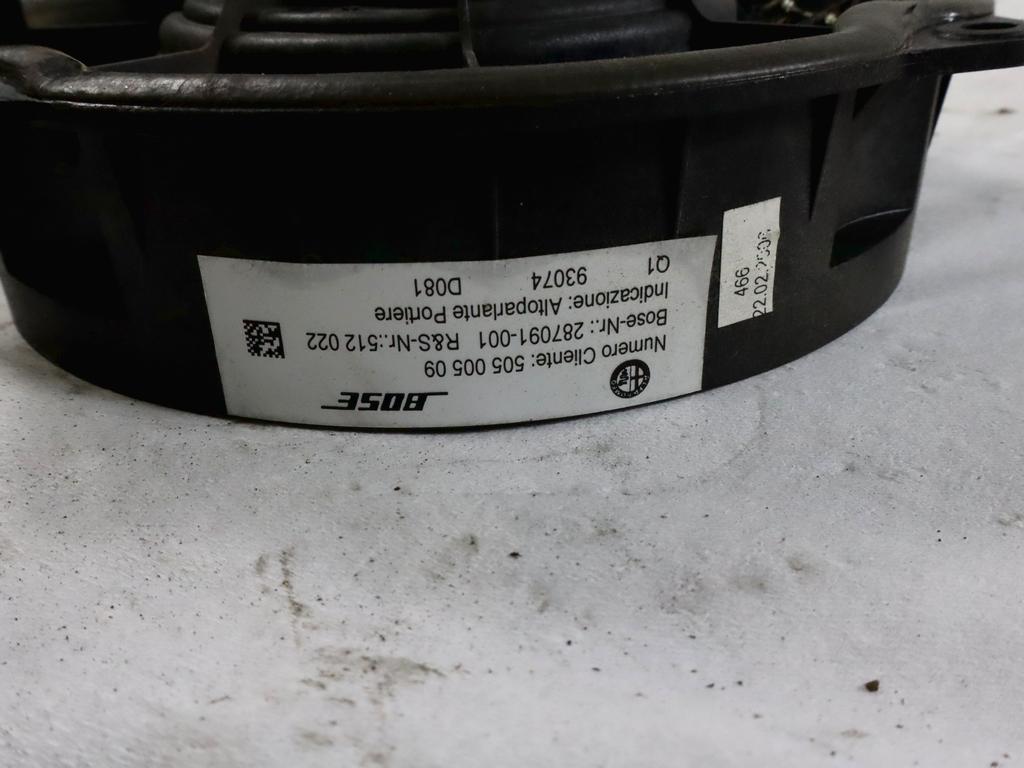 BOSE
Numero Cliente: 505 005 09
Bose-Nr.: 287091-001 R&S-Nr.:512 022
Indicazione: Altoparlante Portiere
Q1 93074 D081
466